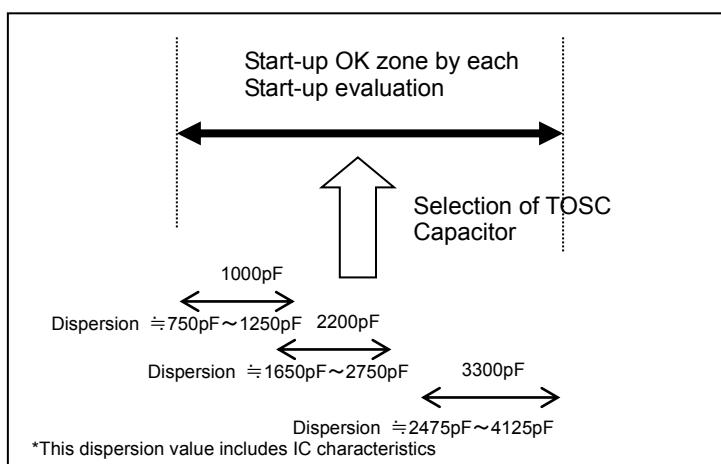 Start-up OK zone by each
Start-up evaluation
Selection of TOSC
Capacitor
1000pF
Dispersion ≒750pF～1250pF
2200pF
Dispersion ≒1650pF～2750pF
3300pF
Dispersion ≒2475pF～4125pF
*This dispersion value includes IC characteristics